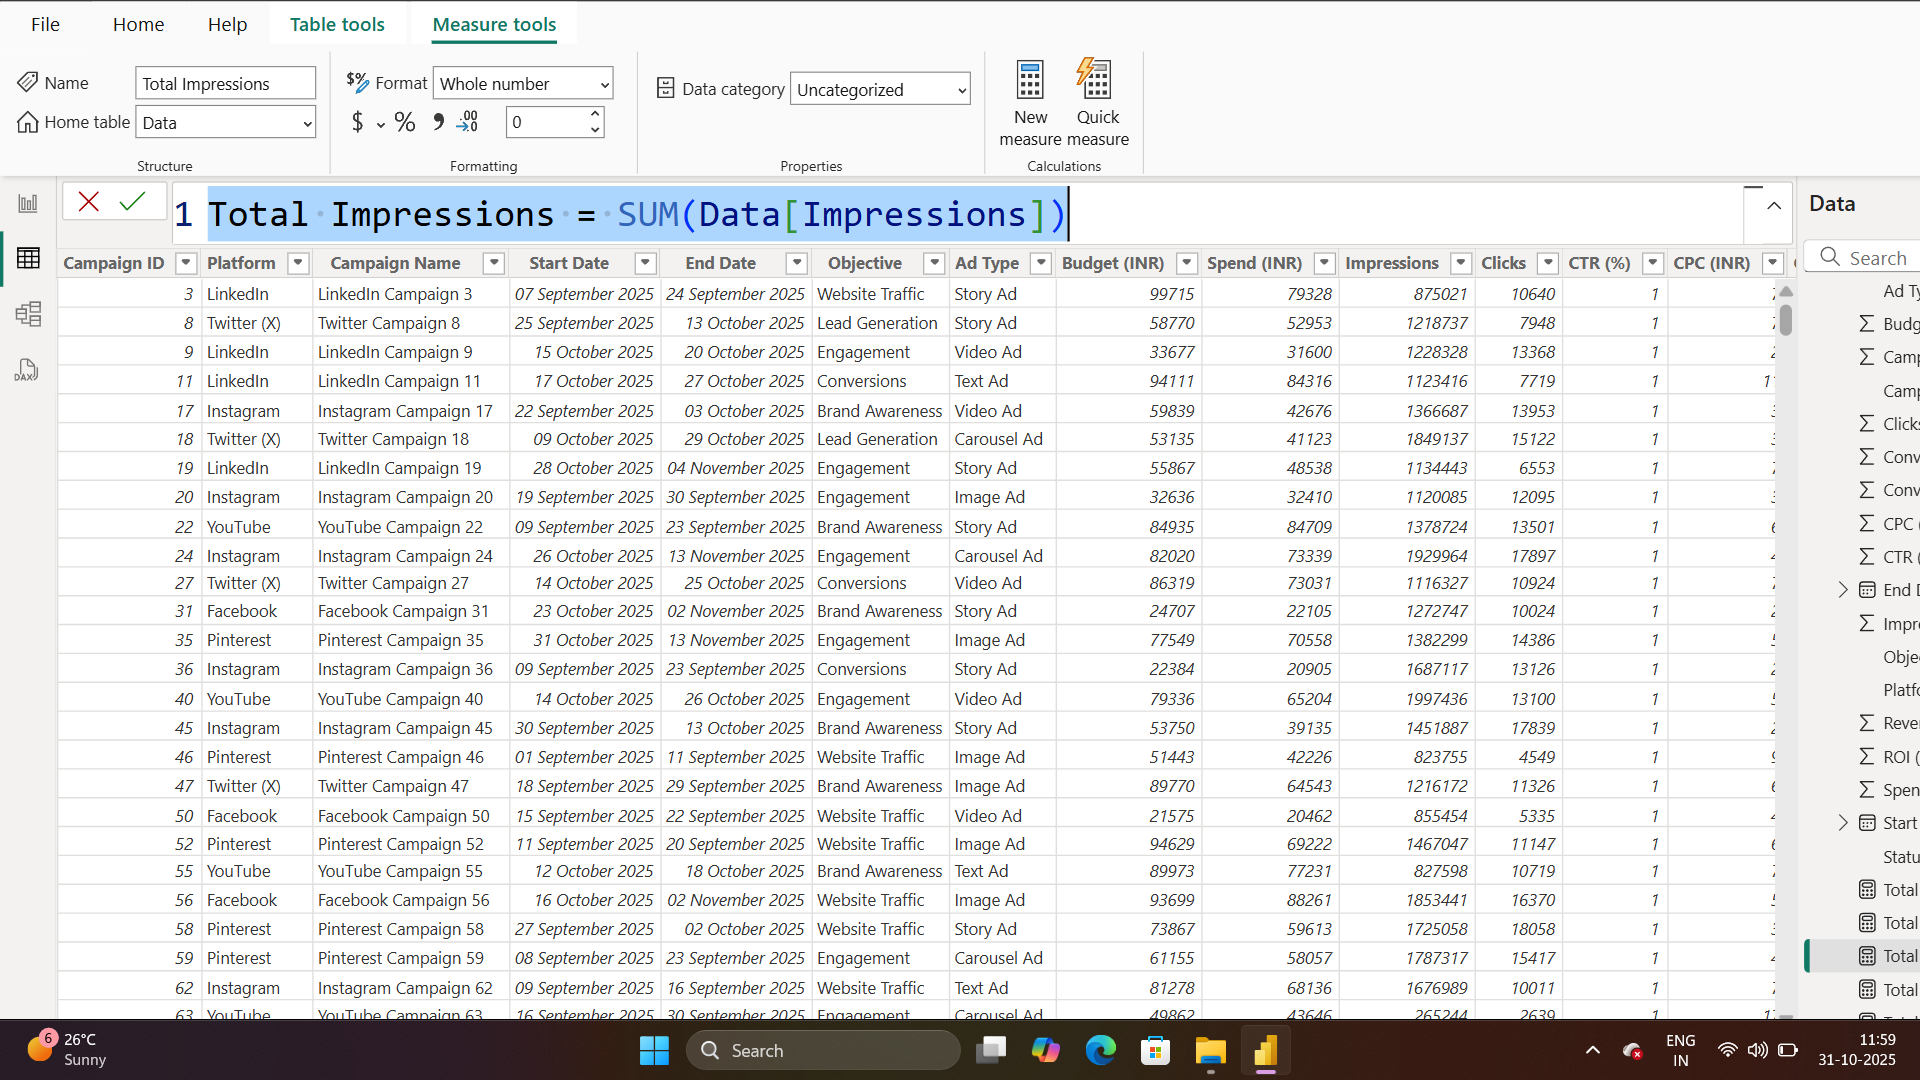 File Home Help Table tools Measure tools
Name Total Impressions
Home table Data
Structure
$% Format Whole number
$ % , .00 .0 0
Formatting
Data category Uncategorized
Properties
New measure
Quick measure
Calculations
1 Total Impressions = SUM(Data[Impressions])
Campaign ID Platform Campaign Name Start Date End Date Objective Ad Type Budget (INR) Spend (INR) Impressions Clicks CTR (%) CPC (INR)
3 LinkedIn LinkedIn Campaign 3 07 September 2025 24 September 2025 Website Traffic Story Ad 99715 79328 875021 10640 1
8 Twitter (X) Twitter Campaign 8 25 September 2025 13 October 2025 Lead Generation Story Ad 58770 52953 1218737 7948 1
9 LinkedIn LinkedIn Campaign 9 15 October 2025 20 October 2025 Engagement Video Ad 33677 31600 1228328 13368 1
11 LinkedIn LinkedIn Campaign 11 17 October 2025 27 October 2025 Conversions Text Ad 94111 84316 1123416 7719 1
17 Instagram Instagram Campaign 17 22 September 2025 03 October 2025 Brand Awareness Video Ad 59839 42676 1366687 13953 1
18 Twitter (X) Twitter Campaign 18 09 October 2025 29 October 2025 Lead Generation Carousel Ad 53135 41123 1849137 15122 1
19 LinkedIn LinkedIn Campaign 19 28 October 2025 04 November 2025 Engagement Story Ad 55867 48538 1134443 6553 1
20 Instagram Instagram Campaign 20 19 September 2025 30 September 2025 Engagement Image Ad 32636 32410 1120085 12095 1
22 YouTube YouTube Campaign 22 09 September 2025 23 September 2025 Brand Awareness Story Ad 84935 84709 1378724 13501 1
24 Instagram Instagram Campaign 24 26 October 2025 13 November 2025 Engagement Carousel Ad 82020 73339 1929964 17897 1
27 Twitter (X) Twitter Campaign 27 14 October 2025 25 October 2025 Conversions Video Ad 86319 73031 1116327 10924 1
31 Facebook Facebook Campaign 31 23 October 2025 02 November 2025 Brand Awareness Story Ad 24707 22105 1272747 10024 1
35 Pinterest Pinterest Campaign 35 31 October 2025 13 November 2025 Engagement Image Ad 77549 70558 1382299 14386 1
36 Instagram Instagram Campaign 36 09 September 2025 23 September 2025 Conversions Story Ad 22384 20905 1687117 13126 1
40 YouTube YouTube Campaign 40 14 October 2025 26 October 2025 Engagement Video Ad 79336 65204 1997436 13100 1
45 Instagram Instagram Campaign 45 30 September 2025 13 October 2025 Brand Awareness Story Ad 53750 39135 1451887 17839 1
46 Pinterest Pinterest Campaign 46 01 September 2025 11 September 2025 Website Traffic Image Ad 51443 42226 823755 4549 1
47 Twitter (X) Twitter Campaign 47 18 September 2025 29 September 2025 Brand Awareness Image Ad 89770 64543 1216172 11326 1
50 Facebook Facebook Campaign 50 15 September 2025 22 September 2025 Website Traffic Video Ad 21575 20462 855454 5335 1
52 Pinterest Pinterest Campaign 52 11 September 2025 20 September 2025 Website Traffic Image Ad 94629 69222 1467047 11147 1
55 YouTube YouTube Campaign 55 12 October 2025 18 October 2025 Brand Awareness Text Ad 89973 77231 827598 10719 1
56 Facebook Facebook Campaign 56 16 October 2025 02 November 2025 Website Traffic Image Ad 93699 88261 1853441 16370 1
58 Pinterest Pinterest Campaign 58 27 September 2025 02 October 2025 Website Traffic Story Ad 73867 59613 1725058 18058 1
59 Pinterest Pinterest Campaign 59 08 September 2025 23 September 2025 Engagement Carousel Ad 61155 58057 1787317 15417 1
62 Instagram Instagram Campaign 62 09 September 2025 16 September 2025 Website Traffic Text Ad 81278 68136 1676989 10011 1
63 YouTube YouTube Campaign 63 16 September 2025 30 September 2025 Engagement Carousel Ad 49862 43646 265244 2639 1
DAX
Data
Search
Ad Ty
Budg
Camp
Camp
Clicks
Conv
Conv
CPC (
CTR (
End D
Impre
Objec
Platfo
Rever
ROI (
Spen
Start
Statu
Total
Total
Total
Total
6 26°C
Sunny
Search
ENG
IN
11:59
31-10-2025